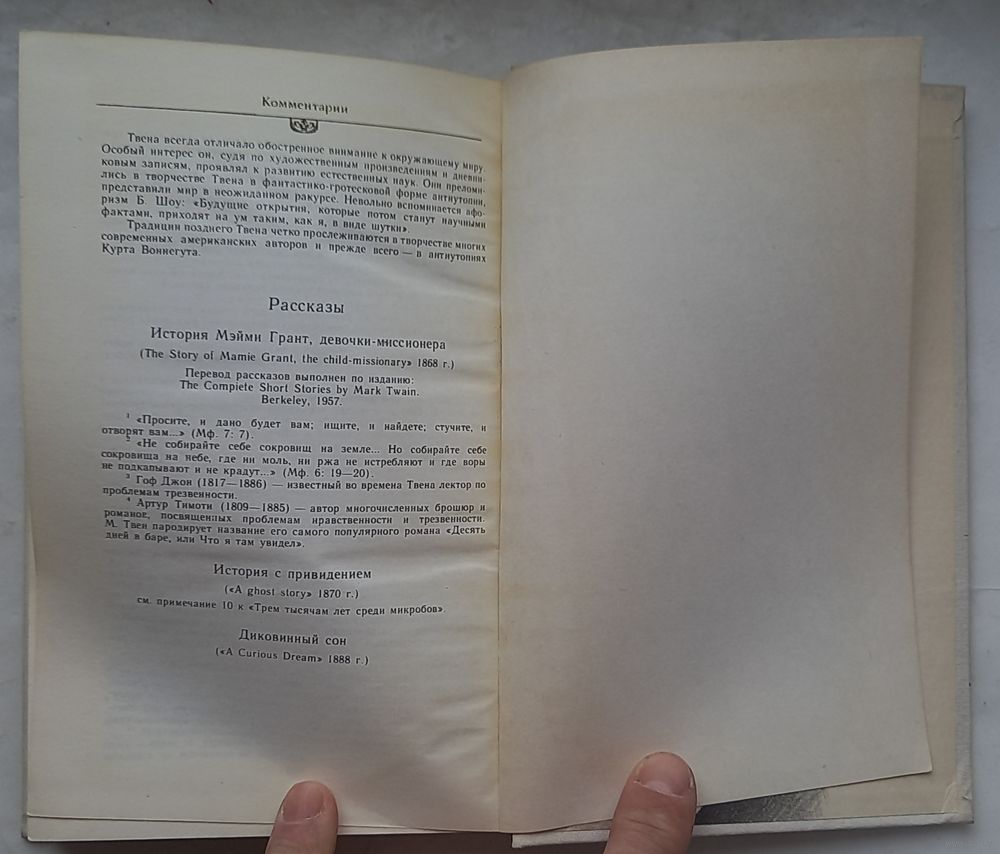 Комментарии
Твена всегда отличало обостренное внимание к окружающему миру.
Особый интерес он, судя по художественным произведениям и дневни-
ковым записям, проявлял к развитию естественных наук. Они преломи-
лись в творчестве Твена в фантастико-гротесковой форме антиутопии,
представили мир в неожиданном ракурсе. Невольно вспоминается афо-
ризм Б. Шоу: «Будущие открытия, которые потом станут научными
фактами, приходят на ум таким, как я, в виде шутки».
Традиции позднего Твена четко прослеживаются в творчестве многих
современных американских авторов и прежде всего — в антиутопиях
Курта Воннегута.
Рассказы
История Мэйми Грант, девочки-миссионера
(The Story of Mamie Grant, the child-missionary» 1868 г.)
Перевод рассказов выполнен по изданию:
The Complete Short Stories by Mark Twain.
Berkeley, 1957.
¹ «Просите, и дано будет вам; ищите, и найдете; стучите, и
отворят вам...» (Мф. 7: 7).
² «Не собирайте себе сокровищ на земле... Но собирайте себе
сокровища на небе, где ни моль, ни ржа не истребляют и где воры
не подкапывают и не крадут...» (Мф. 6: 19—20).
³ Гоф Джон (1817—1886) — известный во времена Твена лектор по
проблемам трезвенности.
⁴ Артур Тимоти (1809—1885) — автор многочисленных брошюр и
романов, посвященных проблемам нравственности и трезвенности.
М. Твен пародирует название его самого популярного романа «Десять
дней в баре, или Что я там увидел».
История с привидением
(«A ghost story» 1870 г.)
см. примечание 10 к «Трем тысячам лет среди микробов».
Диковинный сон
(«A Curious Dream» 1888 г.)